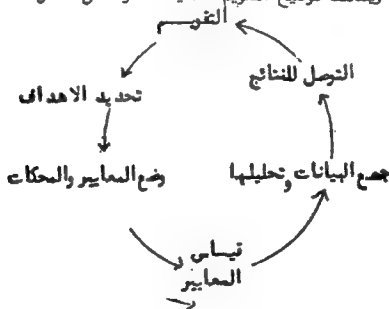 التقويم
التوصل للنتائج
تحديد الاهداف
جمع البيانات وتحليلها
وضع المعايير والمحكات
قياس
المعايير